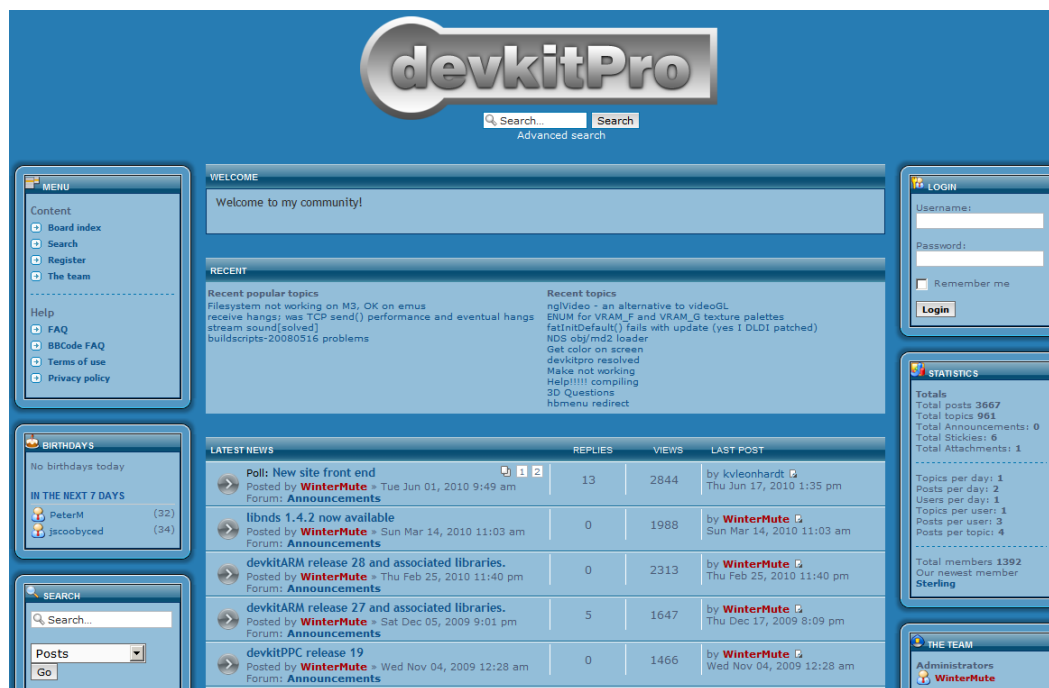 devkitPro
Search... Search
Advanced search
MENU
Content
Board index
Search
Register
The team
Help
FAQ
BBCode FAQ
Terms of use
Privacy policy
BIRTHDAYS
No birthdays today
IN THE NEXT 7 DAYS
PeterM (32)
jscoobyced (34)
SEARCH
Search...
Posts
Go
WELCOME
Welcome to my community!
RECENT
Recent popular topics
Filesystem not working on M3, OK on emus
receive hangs; was TCP send() performance and eventual hangs
stream sound[solved]
buildscripts-20080516 problems
Recent topics
nglVideo - an alternative to videoGL
ENUM for VRAM_F and VRAM_G texture palettes
fatInitDefault() fails with update (yes I DLDI patched)
NDS obj/md2 loader
Get color on screen
devkitpro resolved
Make not working
Help!!!!! compiling
3D Questions
hbmenu redirect
LATEST NEWS REPLIES VIEWS LAST POST
Poll: New site front end 1 2
Posted by WinterMute » Tue Jun 01, 2010 9:49 am
Forum: Announcements
13
2844
by kvleonhardt
Thu Jun 17, 2010 1:35 pm
libnds 1.4.2 now available
Posted by WinterMute » Sun Mar 14, 2010 11:03 am
Forum: Announcements
0
1988
by WinterMute
Sun Mar 14, 2010 11:03 am
devkitARM release 28 and associated libraries.
Posted by WinterMute » Thu Feb 25, 2010 11:40 pm
Forum: Announcements
0
2313
by WinterMute
Thu Feb 25, 2010 11:40 pm
devkitARM release 27 and associated libraries.
Posted by WinterMute » Sat Dec 05, 2009 9:01 pm
Forum: Announcements
5
1647
by WinterMute
Thu Dec 17, 2009 8:09 pm
devkitPPC release 19
Posted by WinterMute » Wed Nov 04, 2009 12:28 am
Forum: Announcements
0
1466
by WinterMute
Wed Nov 04, 2009 12:28 am
LOGIN
Username:
Password:
Remember me
Login
STATISTICS
Totals
Total posts 3667
Total topics 961
Total Announcements: 0
Total Stickies: 6
Total Attachments: 1
Topics per day: 1
Posts per day: 2
Users per day: 1
Topics per user: 1
Posts per user: 3
Posts per topic: 4
Total members 1392
Our newest member
Sterling
THE TEAM
Administrators
WinterMute